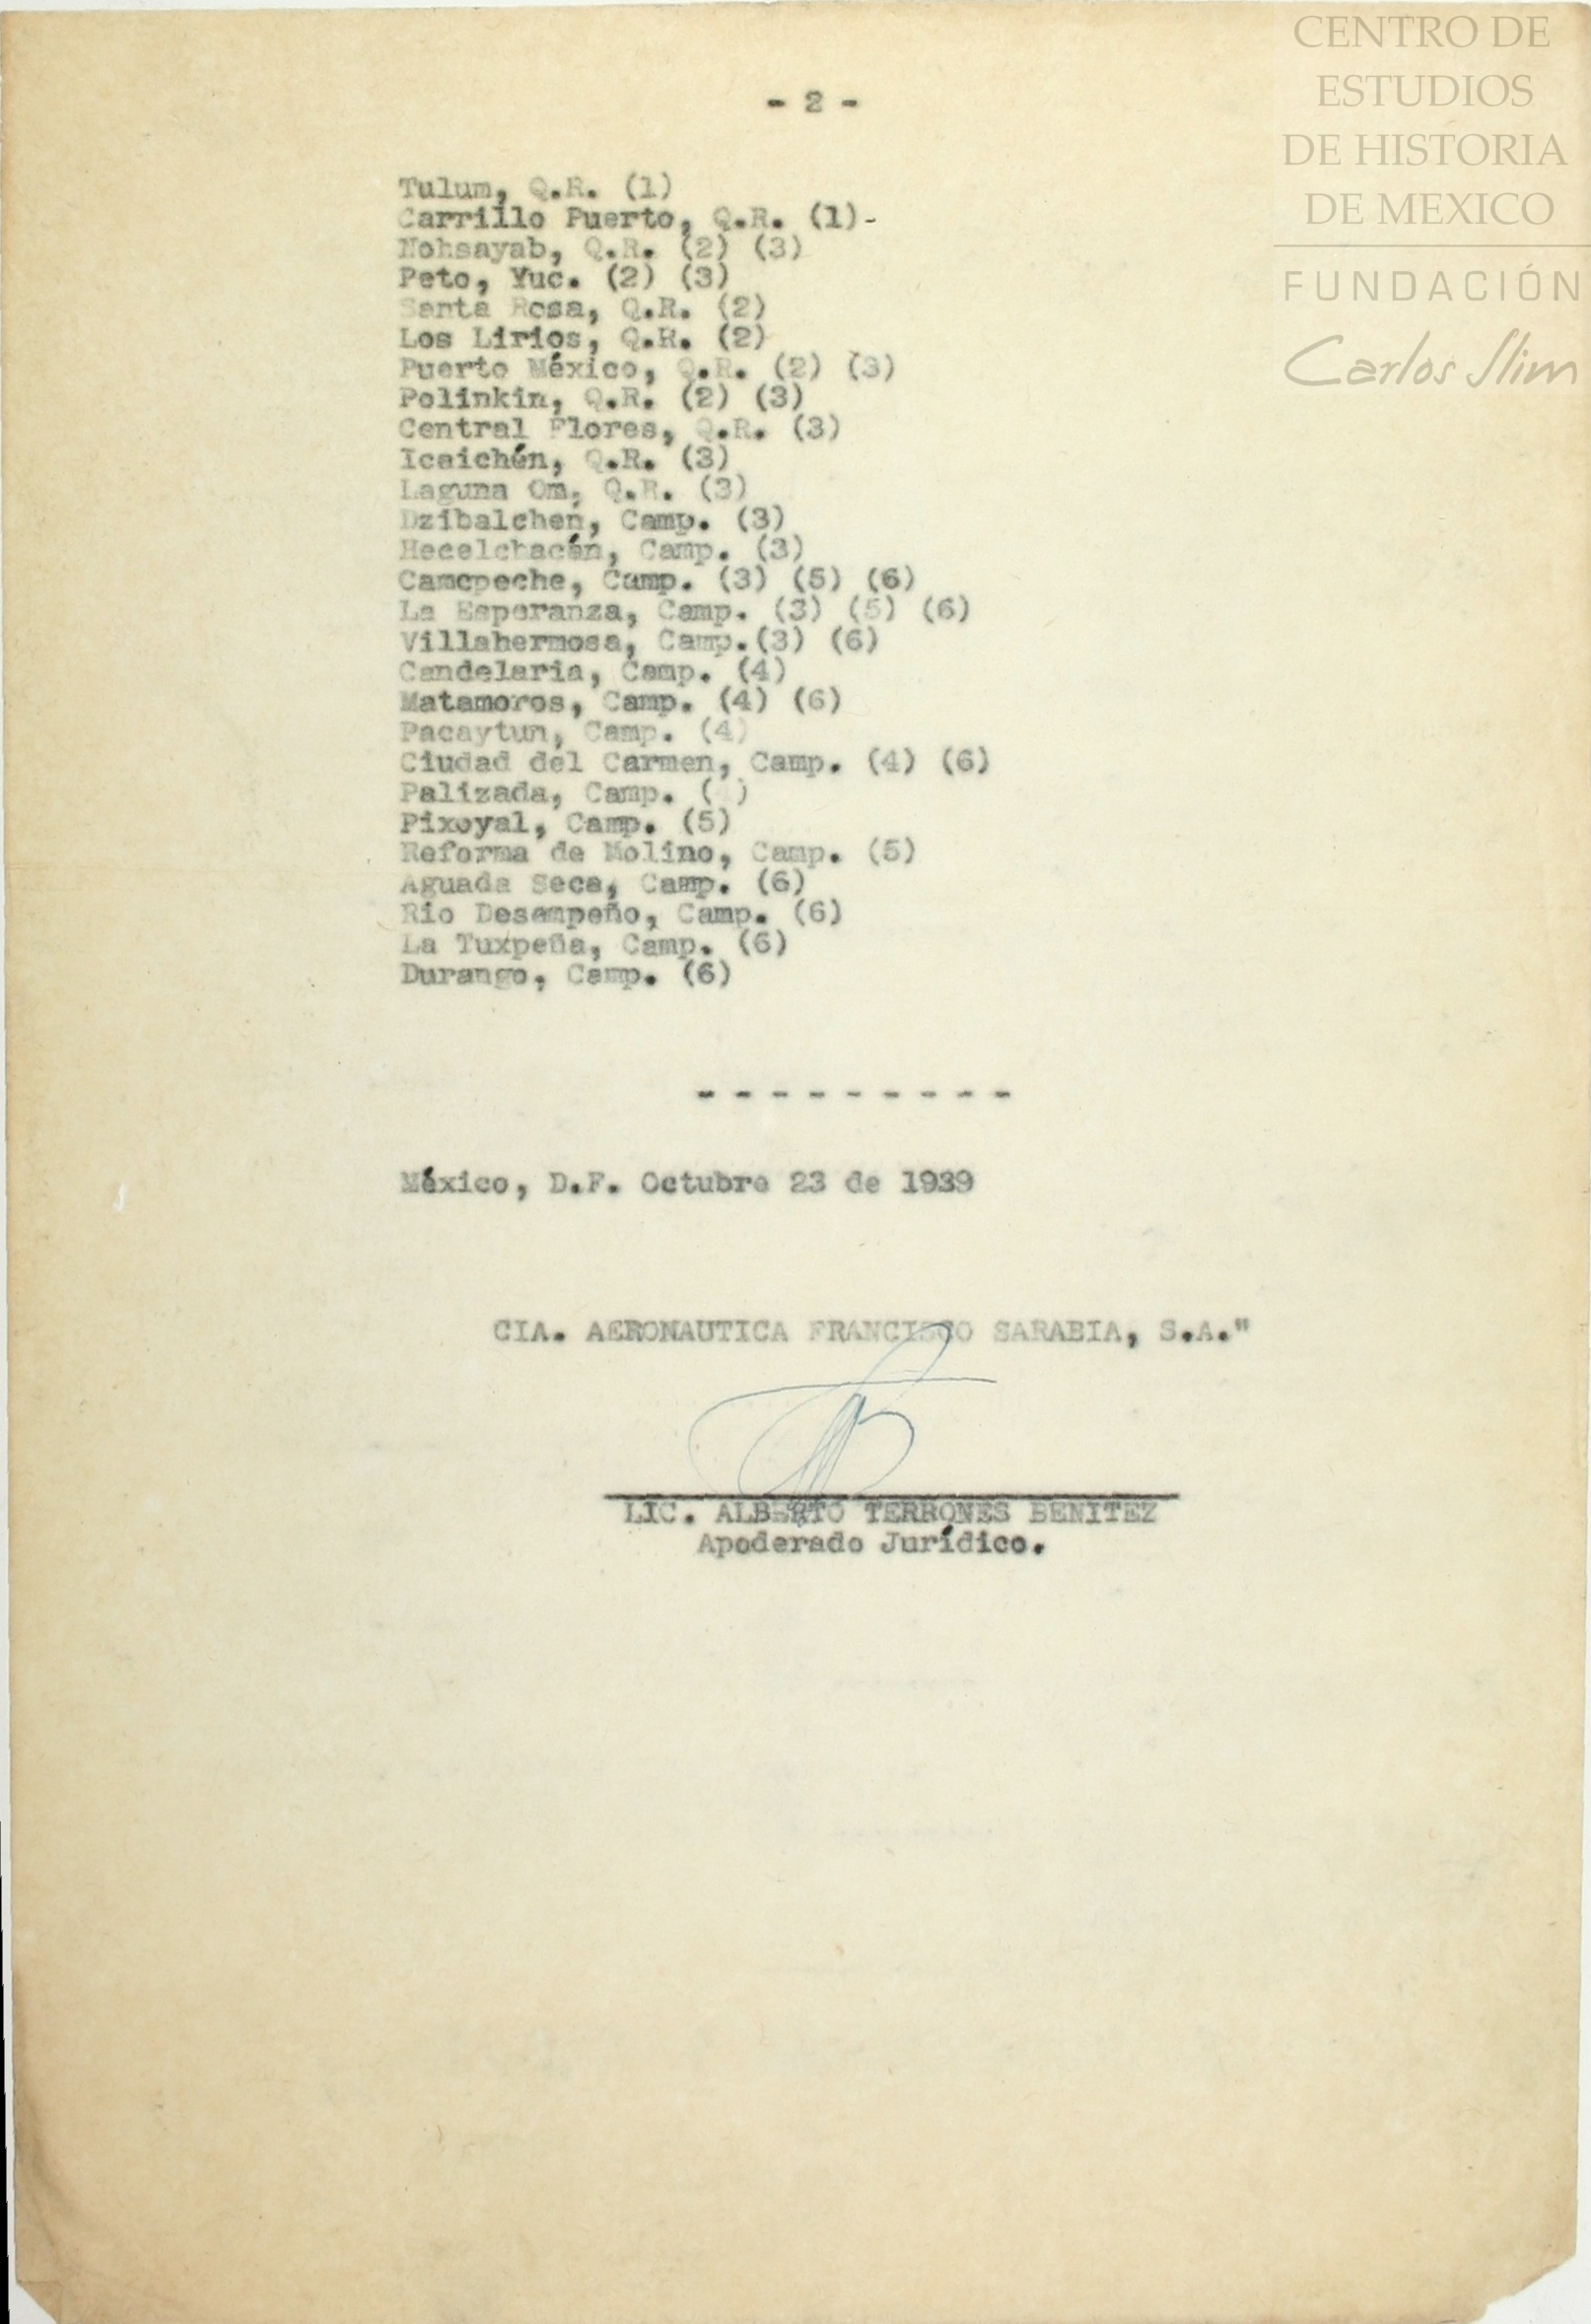 CENTRO DE
ESTUDIOS
DE HISTORIA
DE MEXICO
FUNDACIÓN
Carlos Slim
- 2 -
Tulum, Q.R. (1)
Carrillo Puerto, Q.R. (1)-
Nohsayab, Q.R. (2) (3)
Peto, Yuc. (2) (3)
Santa Rosa, Q.R. (2)
Los Lirios, Q.R. (2)
Puerto México, Q.R. (2) (3)
Polinkin, Q.R. (2) (3)
Central Flores, Q.R. (3)
Icaichén, Q.R. (3)
Laguna Om, Q.R. (3)
Dzibalchen, Camp. (3)
Hecelchacán, Camp. (3)
Camcpeche, Camp. (3) (5) (6)
La Esperanza, Camp. (3) (5) (6)
Villahermosa, Camp.(3) (6)
Candelaria, Camp. (4)
Matamoros, Camp. (4) (6)
Pacaytun, Camp. (4)
Ciudad del Carmen, Camp. (4) (6)
Palizada, Camp. ( )
Pixoyal, Camp. (5)
Reforma de Molino, Camp. (5)
Aguada Seca, Camp. (6)
Rio Desempeño, Camp. (6)
La Tuxpeña, Camp. (6)
Durango, Camp. (6)
- - - - - - - - -
México, D.F. Octubre 23 de 1939
CIA. AERONAUTICA FRANCISCO SARABIA, S.A."
LIC. ALBERTO TERRONES BENITEZ
Apoderado Jurídico.